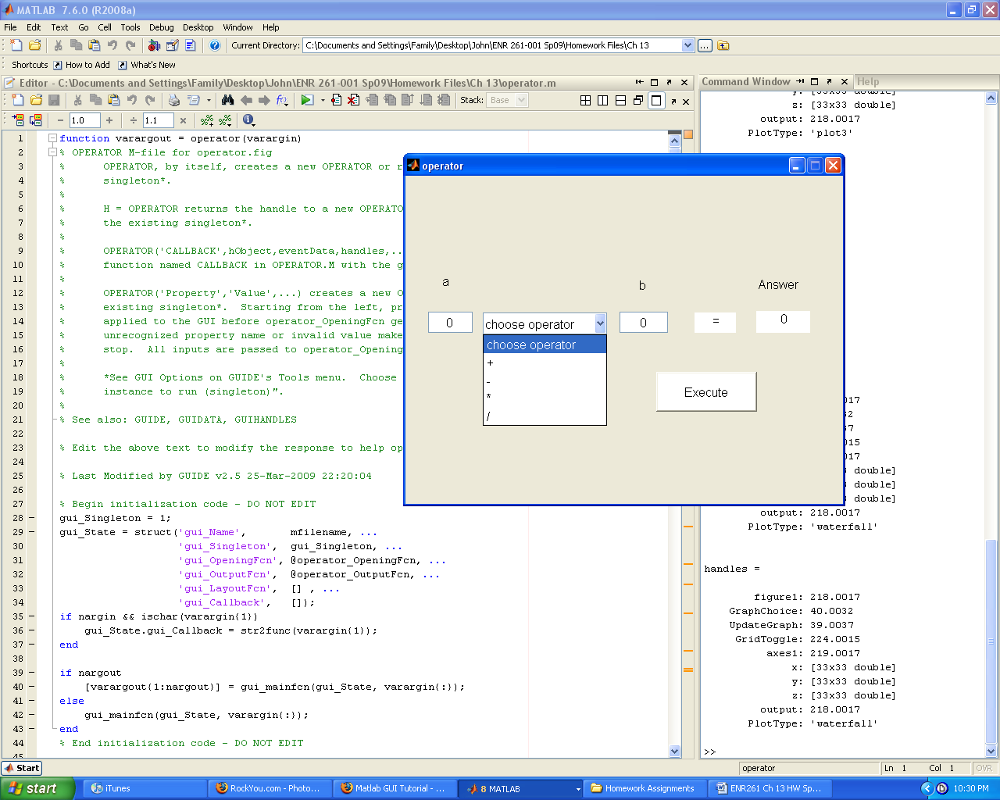 MATLAB 7.6.0 (R2008a)
File Edit Text Go Cell Tools Debug Desktop Window Help
Current Directory: C:\Documents and Settings\Family\Desktop\John\ENR 261-001 Sp09\Homework Files\Ch 13
Shortcuts How to Add What's New
Editor - C:\Documents and Settings\Family\Desktop\John\ENR 261-001 Sp09\Homework Files\Ch 13\operator.m
Stack: Base
- 1.0 + ÷ 1.1 ×
1 function varargout = operator(varargin)
2 % OPERATOR M-file for operator.fig
3 % OPERATOR, by itself, creates a new OPERATOR or r
4 % singleton*.
5 %
6 % H = OPERATOR returns the handle to a new OPERATO
7 % the existing singleton*.
8 %
9 % OPERATOR('CALLBACK',hObject,eventData,handles,..
10 % function named CALLBACK in OPERATOR.M with the g
11 %
12 % OPERATOR('Property','Value',...) creates a new O
13 % existing singleton*.  Starting from the left, pr
14 % applied to the GUI before operator_OpeningFcn ge
15 % unrecognized property name or invalid value make
16 % stop.  All inputs are passed to operator_Opening
17 %
18 % *See GUI Options on GUIDE's Tools menu.  Choose
19 % instance to run (singleton)".
20 %
21 % See also: GUIDE, GUIDATA, GUIHANDLES
22
23 % Edit the above text to modify the response to help op
24
25 % Last Modified by GUIDE v2.5 25-Mar-2009 22:20:04
26
27 % Begin initialization code - DO NOT EDIT
28 - gui_Singleton = 1;
29 - gui_State = struct('gui_Name', mfilename, ...
30 'gui_Singleton', gui_Singleton, ...
31 'gui_OpeningFcn', @operator_OpeningFcn, ...
32 'gui_OutputFcn', @operator_OutputFcn, ...
33 'gui_LayoutFcn', [] , ...
34 'gui_Callback', []);
35 - if nargin && ischar(varargin{1})
36 - gui_State.gui_Callback = str2func(varargin{1});
37 - end
38
39 - if nargout
40 - [varargout{1:nargout}] = gui_mainfcn(gui_State, varargin{:});
41 - else
42 - gui_mainfcn(gui_State, varargin{:});
43 - end
44 % End initialization code - DO NOT EDIT
45
operator
a b Answer
0 choose operator 0 = 0
choose operator
+
-
*
/
Execute
Command Window Help
y: [33x33 double]
z: [33x33 double]
output: 218.0017
PlotType: 'plot3'
017
2
7
015
017
double]
double]
double]
output: 218.0017
PlotType: 'waterfall'
handles =
figure1: 218.0017
GraphChoice: 40.0032
UpdateGraph: 39.0037
GridToggle: 224.0015
axes1: 219.0017
x: [33x33 double]
y: [33x33 double]
z: [33x33 double]
output: 218.0017
PlotType: 'waterfall'
>>
Start operator Ln 1 Col 1 OVR
start iTunes RockYou.com - Photo... Matlab GUI Tutorial - ... 8 MATLAB Homework Assignments ENR261 Ch 13 HW Sp... 10:30 PM